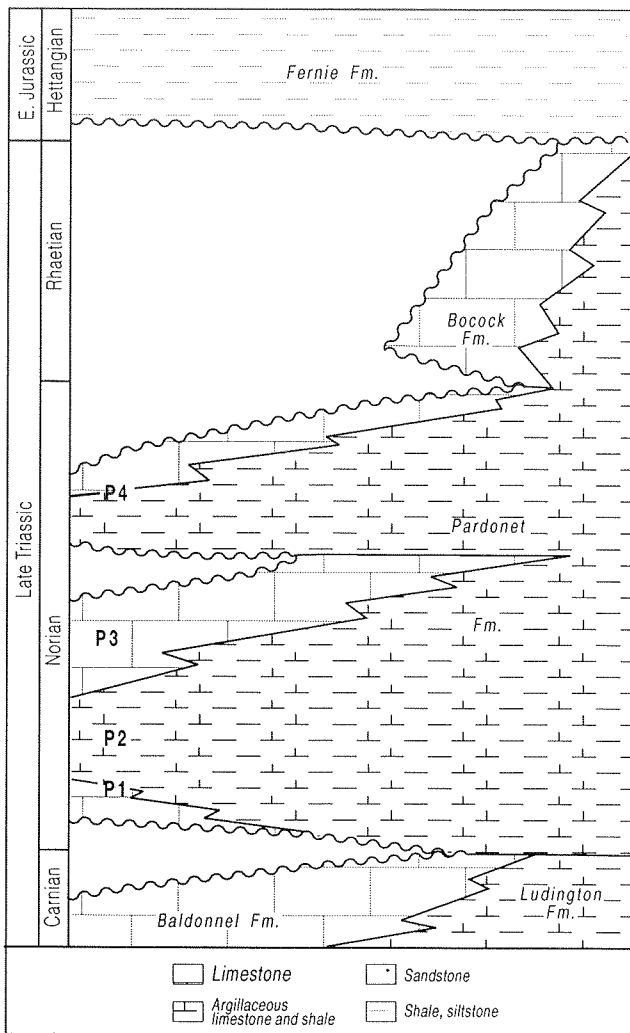 E. Jurassic
Hettangian
Fernie Fm.
Late Triassic
Rhaetian
Bocock
Fm.
Norian
P4
Pardonet
Fm.
P3
P2
P1
Carnian
Baldonnel Fm.
Ludington
Fm.
Limestone
Sandstone
Argillaceous
limestone and shale
Shale, siltstone